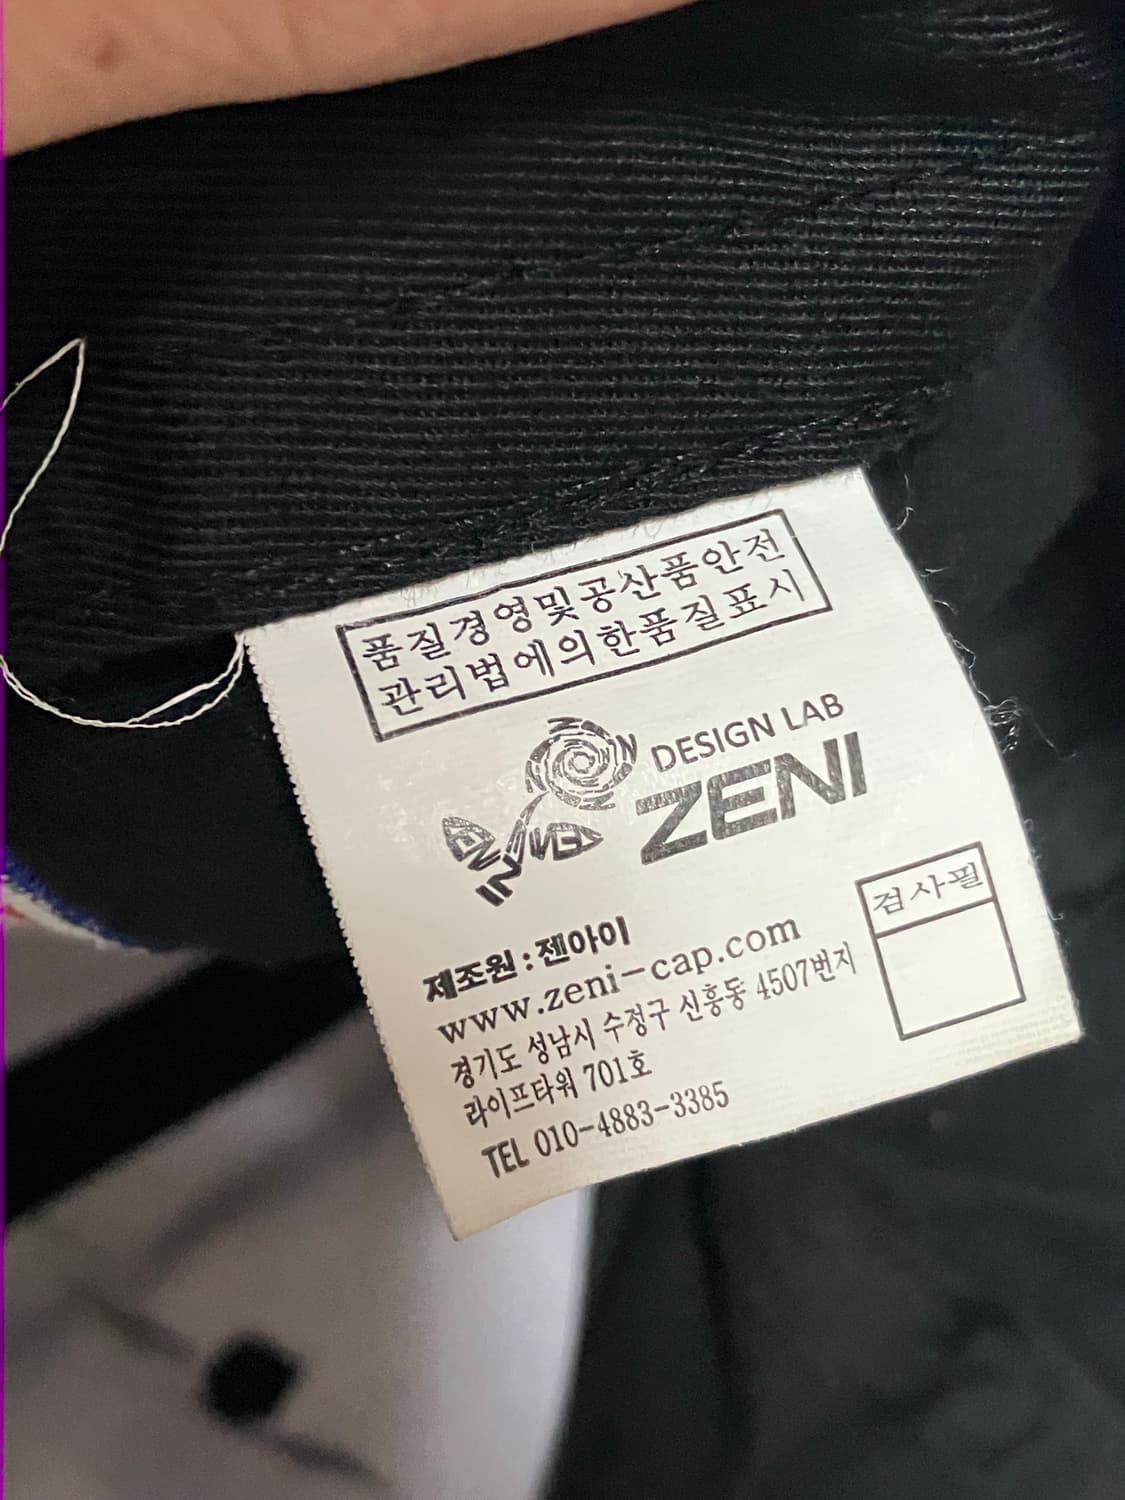 품질경영및공산품안전
관리법에의한품질표시
DESIGN LAB
ZENI
검사필
제조원 : 젠아이
www.zeni-cap.com
경기도 성남시 수정구 신흥동 4507번지
라이프타워 701호
TEL 010-4883-3385